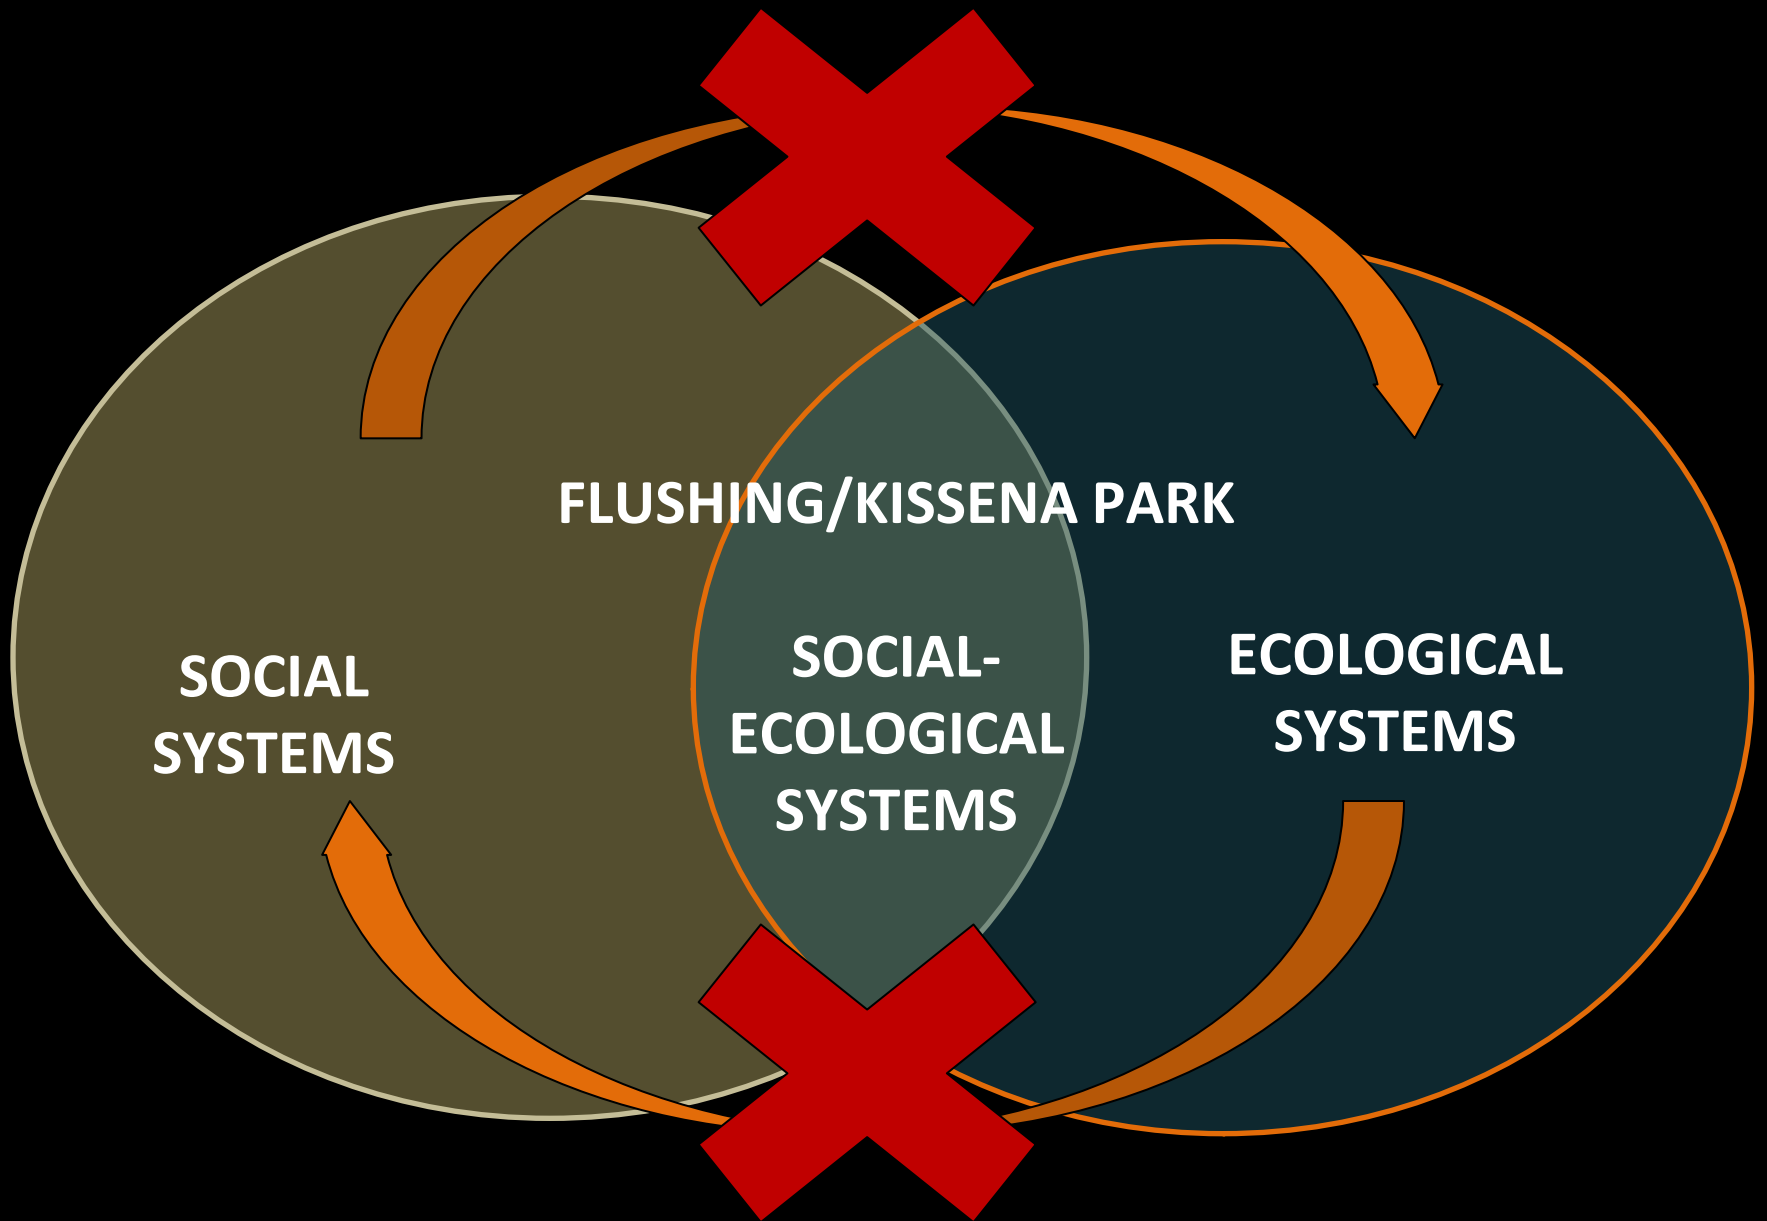 FLUSHING/KISSENA PARK
SOCIAL
SYSTEMS
SOCIAL-
ECOLOGICAL
SYSTEMS
ECOLOGICAL
SYSTEMS